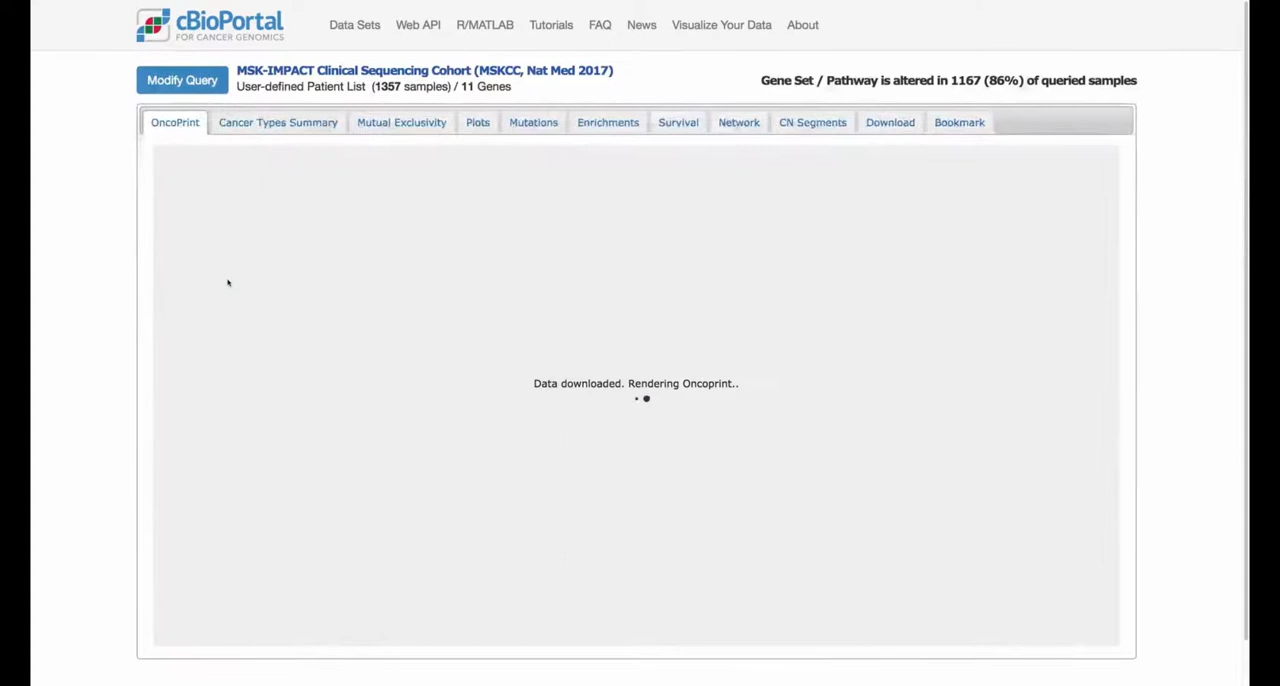 cBioPortal
FOR CANCER GENOMICS
Data Sets Web API R/MATLAB Tutorials FAQ News Visualize Your Data About
Modify Query
MSK-IMPACT Clinical Sequencing Cohort (MSKCC, Nat Med 2017)
User-defined Patient List (1357 samples) / 11 Genes
Gene Set / Pathway is altered in 1167 (86%) of queried samples
OncoPrint Cancer Types Summary Mutual Exclusivity Plots Mutations Enrichments Survival Network CN Segments Download Bookmark
Data downloaded. Rendering Oncoprint..